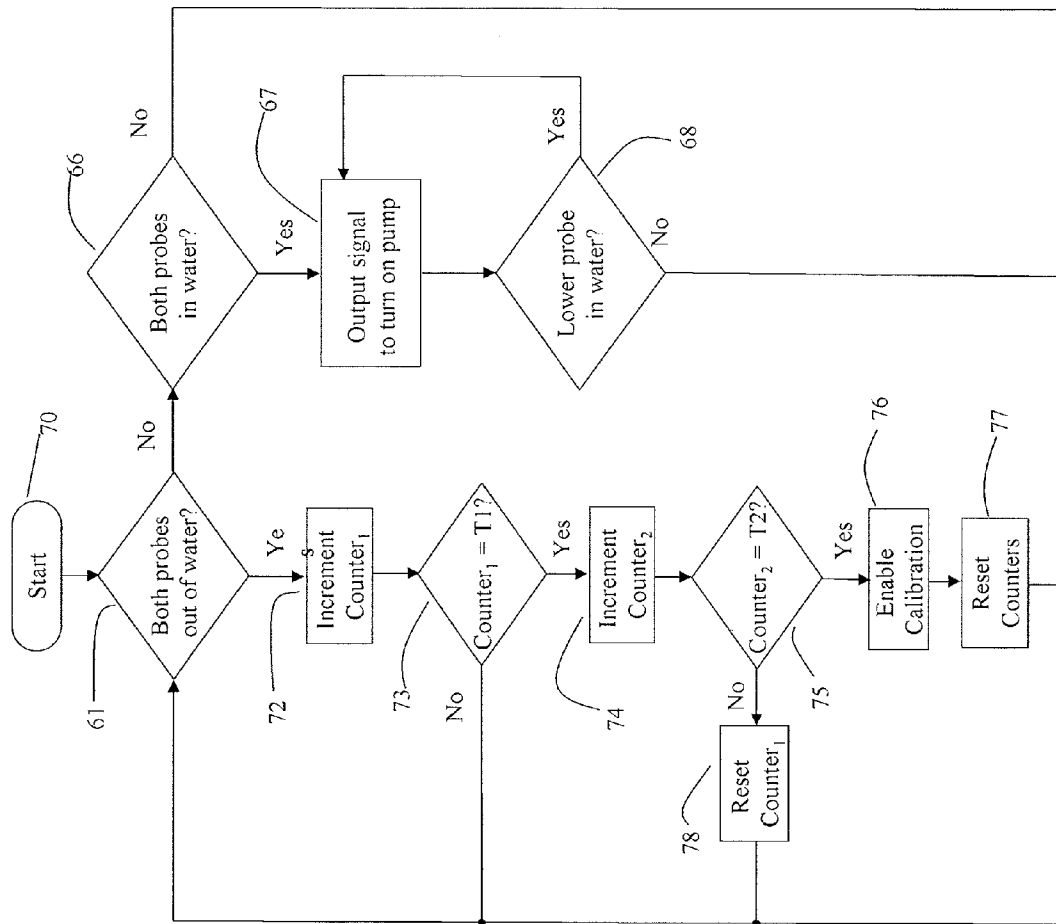 Start
70
61
Both probes
out of water?
No
66
Both probes
in water?
No
Ye
s
Yes
72
Increment
Counter1
67
Output signal
to turn on pump
Yes
73
Counter1 = T1?
No
Yes
68
Lower probe
in water?
No
74
Increment
Counter2
Counter2 = T2?
75
No
Yes
78
Reset
Counter1
76
Enable
Calibration
77
Reset
Counters